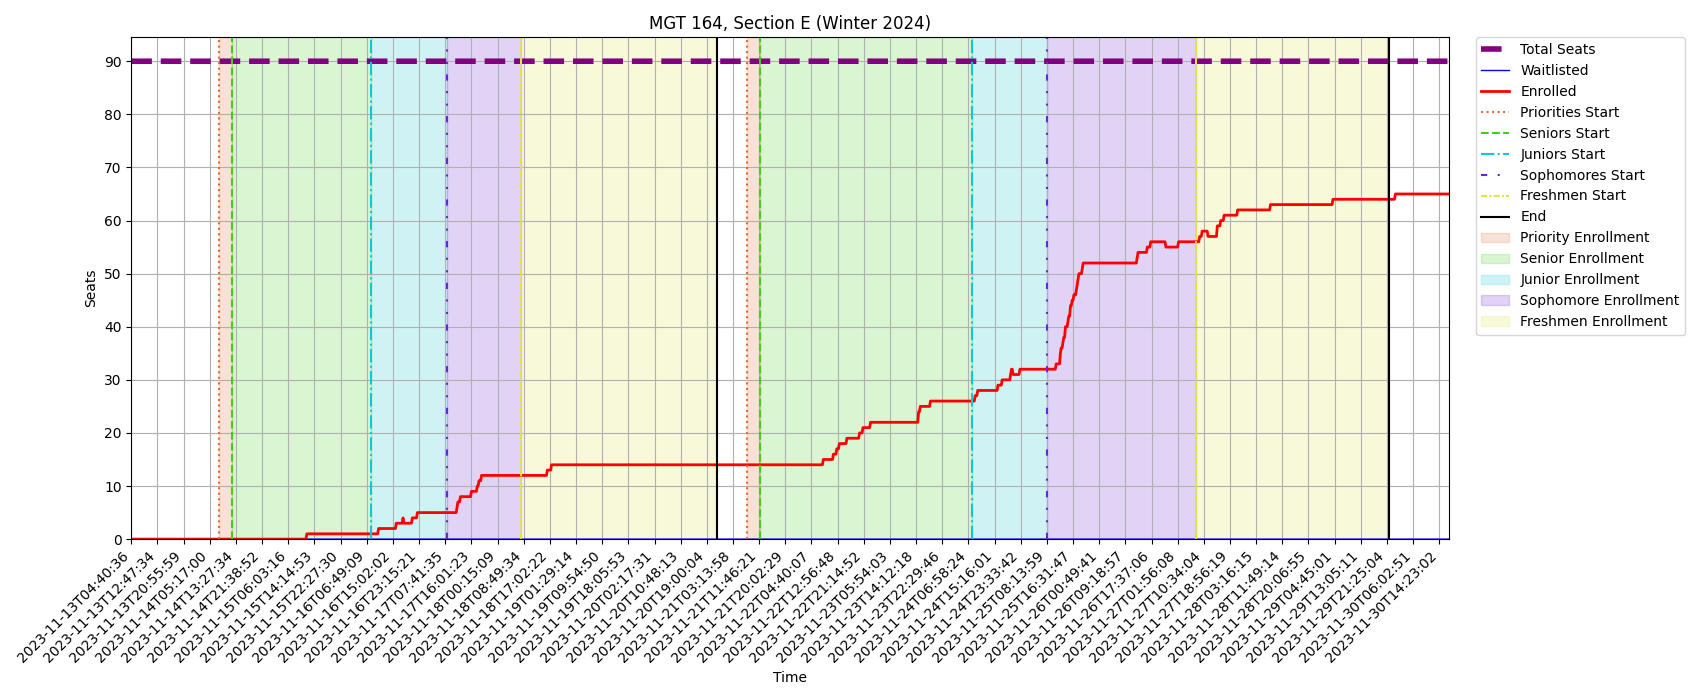 MGT 164, Section E (Winter 2024)
Seats
90
80
70
60
50
40
30
20
10
0
2023-11-13T04:40:36
2023-11-13T12:47:34
2023-11-13T20:55:59
2023-11-14T05:17:00
2023-11-14T13:27:34
2023-11-14T21:38:52
2023-11-15T06:03:16
2023-11-15T14:14:53
2023-11-15T22:27:30
2023-11-16T06:49:09
2023-11-16T15:02:02
2023-11-16T23:15:21
2023-11-17T07:41:35
2023-11-17T16:01:23
2023-11-18T00:15:09
2023-11-18T08:49:34
2023-11-18T17:02:22
2023-11-19T01:29:14
2023-11-19T09:54:50
2023-11-19T18:05:53
2023-11-20T02:17:31
2023-11-20T10:48:13
2023-11-20T19:00:04
2023-11-21T03:13:58
2023-11-21T11:46:21
2023-11-21T20:02:29
2023-11-22T04:40:07
2023-11-22T12:56:48
2023-11-22T21:14:52
2023-11-23T05:54:03
2023-11-23T14:12:18
2023-11-23T22:29:46
2023-11-24T06:58:24
2023-11-24T15:16:01
2023-11-24T23:33:42
2023-11-25T08:13:59
2023-11-25T16:31:47
2023-11-26T00:49:41
2023-11-26T09:18:57
2023-11-26T17:37:06
2023-11-27T01:56:08
2023-11-27T10:34:04
2023-11-27T18:56:19
2023-11-28T03:16:15
2023-11-28T11:49:14
2023-11-28T20:06:55
2023-11-29T04:45:01
2023-11-29T13:05:11
2023-11-29T21:25:04
2023-11-30T06:02:51
2023-11-30T14:23:02
Time
Total Seats
Waitlisted
Enrolled
Priorities Start
Seniors Start
Juniors Start
Sophomores Start
Freshmen Start
End
Priority Enrollment
Senior Enrollment
Junior Enrollment
Sophomore Enrollment
Freshmen Enrollment